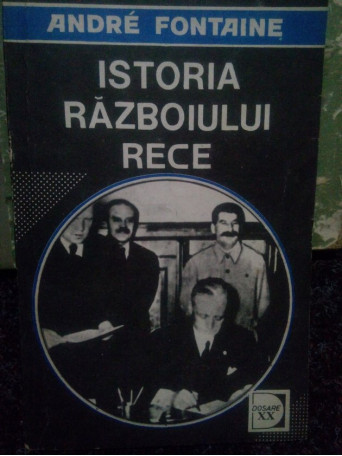 ANDRÉ FONTAINE
ISTORIA
RĂZBOIULUI
RECE
DOSARE
XX